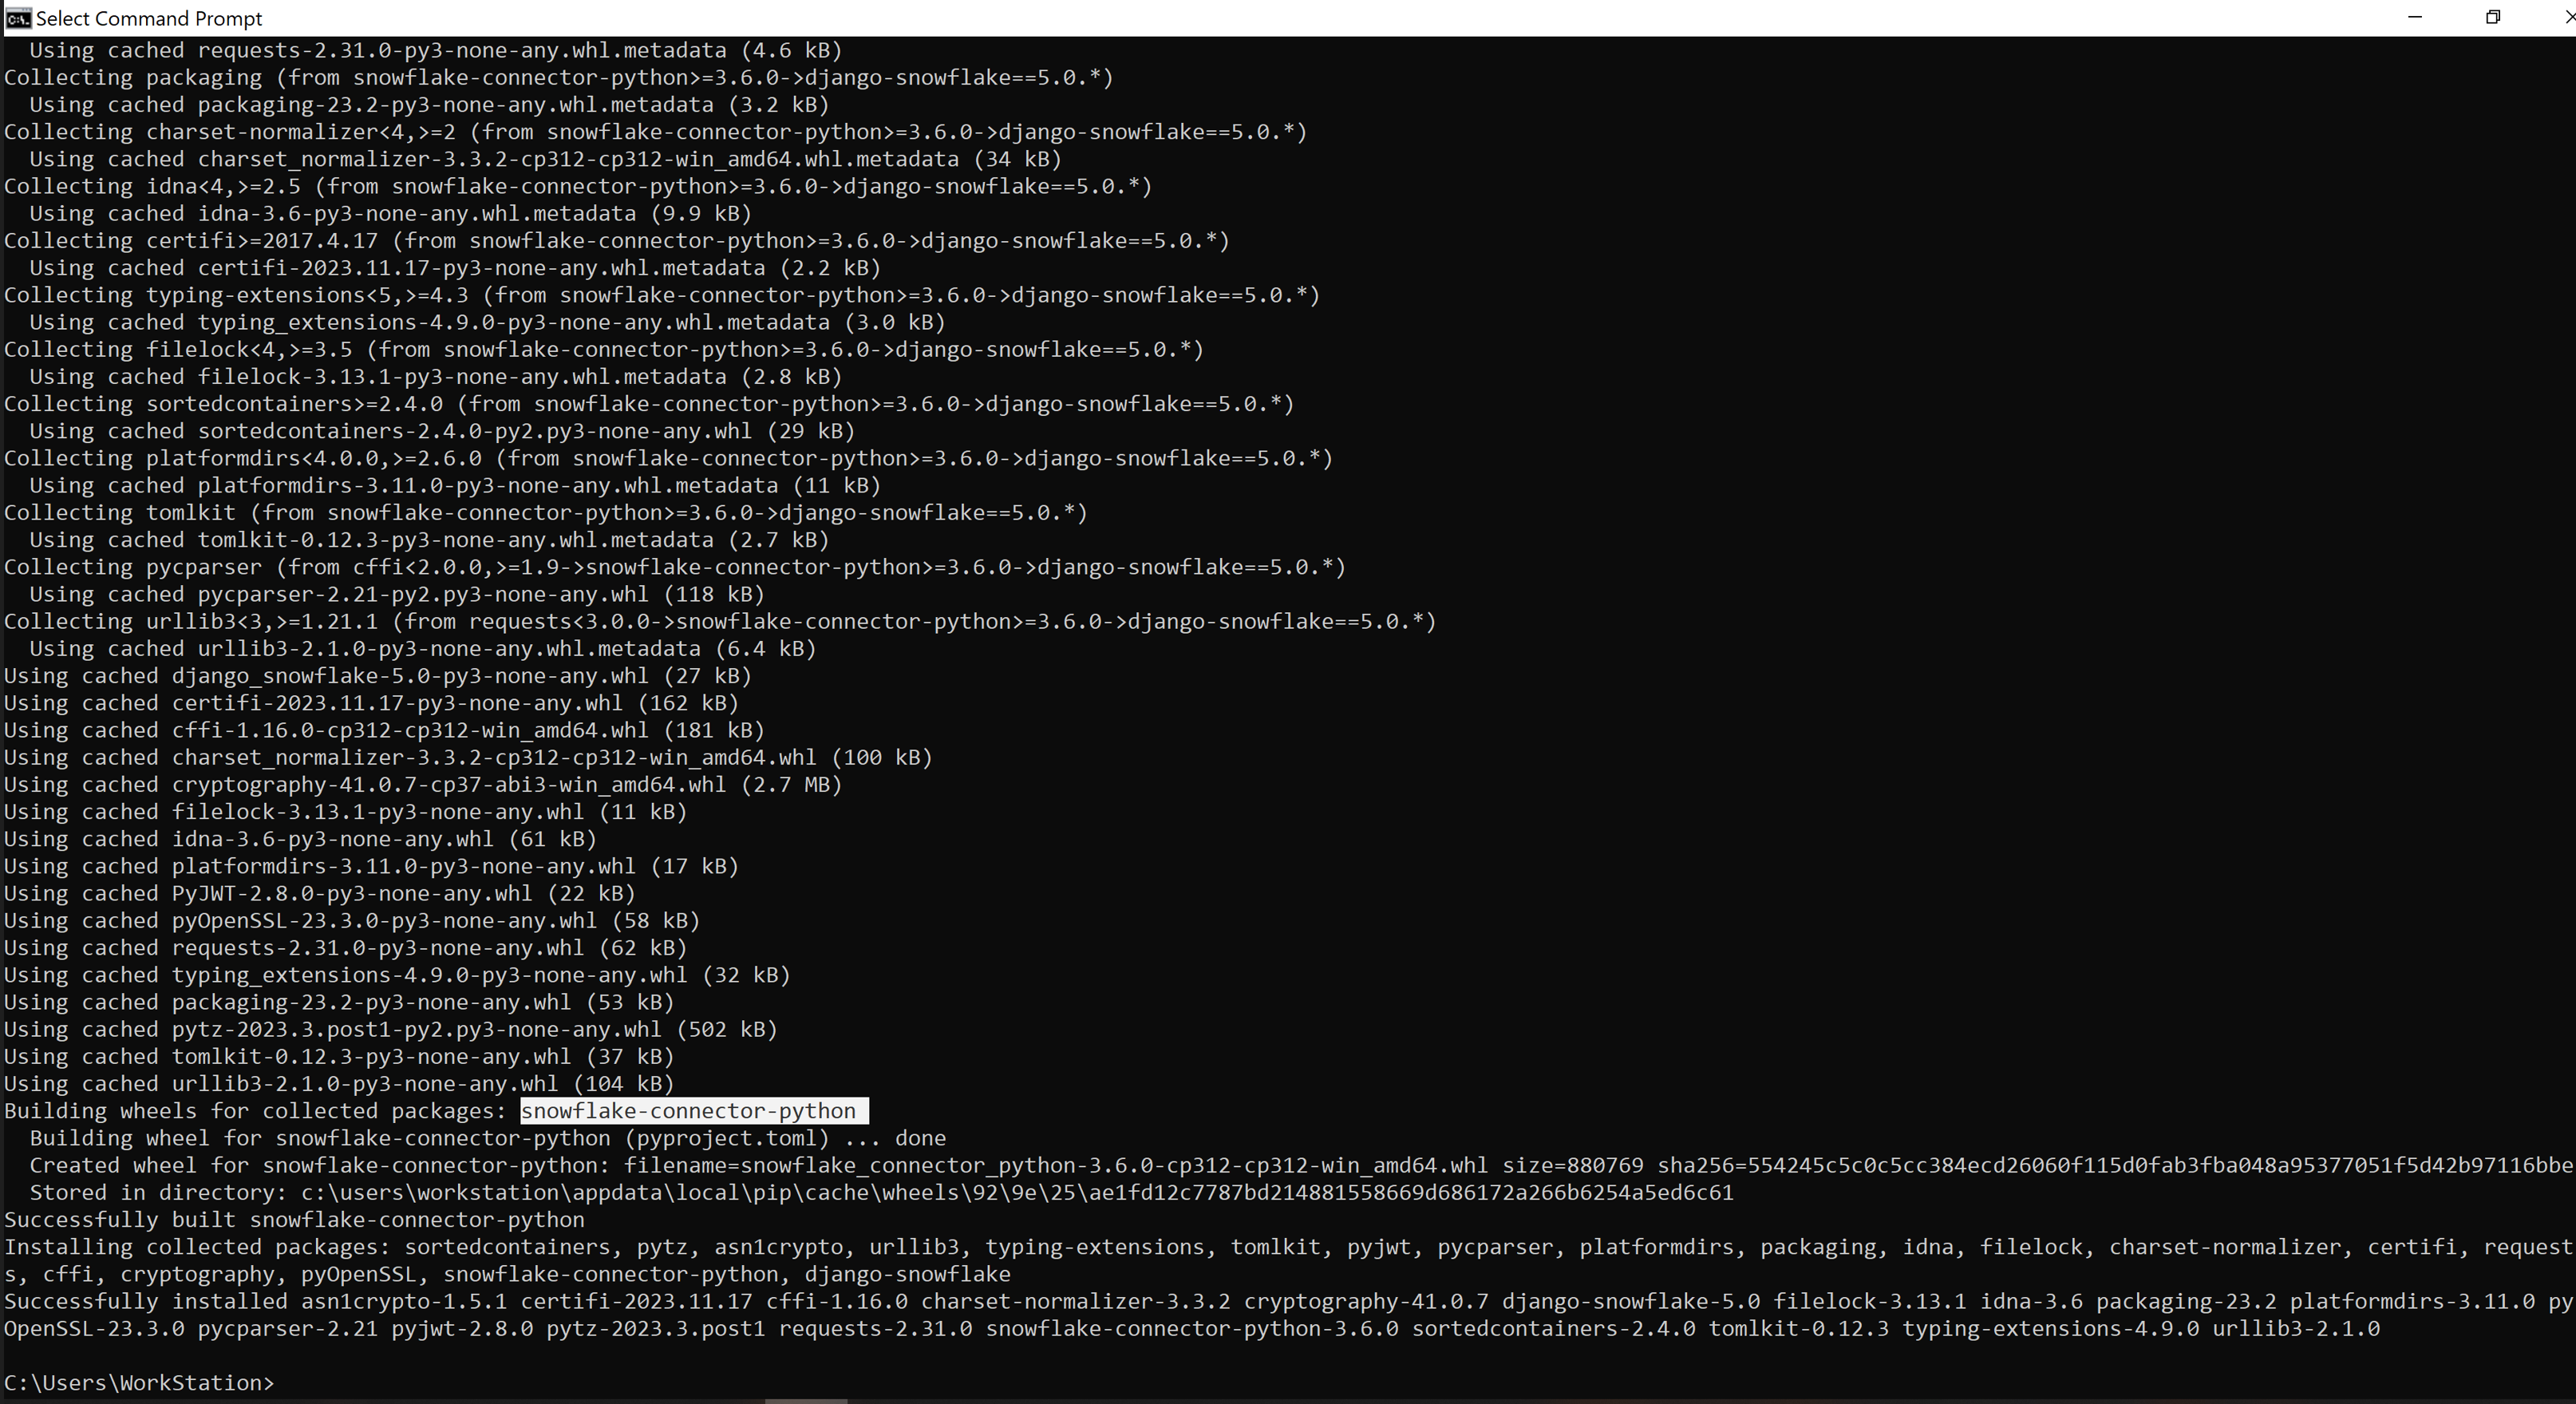 Select Command Prompt
  Using cached requests-2.31.0-py3-none-any.whl.metadata (4.6 kB)
Collecting packaging (from snowflake-connector-python>=3.6.0->django-snowflake==5.0.*)
  Using cached packaging-23.2-py3-none-any.whl.metadata (3.2 kB)
Collecting charset-normalizer<4,>=2 (from snowflake-connector-python>=3.6.0->django-snowflake==5.0.*)
  Using cached charset_normalizer-3.3.2-cp312-cp312-win_amd64.whl.metadata (34 kB)
Collecting idna<4,>=2.5 (from snowflake-connector-python>=3.6.0->django-snowflake==5.0.*)
  Using cached idna-3.6-py3-none-any.whl.metadata (9.9 kB)
Collecting certifi>=2017.4.17 (from snowflake-connector-python>=3.6.0->django-snowflake==5.0.*)
  Using cached certifi-2023.11.17-py3-none-any.whl.metadata (2.2 kB)
Collecting typing-extensions<5,>=4.3 (from snowflake-connector-python>=3.6.0->django-snowflake==5.0.*)
  Using cached typing_extensions-4.9.0-py3-none-any.whl.metadata (3.0 kB)
Collecting filelock<4,>=3.5 (from snowflake-connector-python>=3.6.0->django-snowflake==5.0.*)
  Using cached filelock-3.13.1-py3-none-any.whl.metadata (2.8 kB)
Collecting sortedcontainers>=2.4.0 (from snowflake-connector-python>=3.6.0->django-snowflake==5.0.*)
  Using cached sortedcontainers-2.4.0-py2.py3-none-any.whl (29 kB)
Collecting platformdirs<4.0.0,>=2.6.0 (from snowflake-connector-python>=3.6.0->django-snowflake==5.0.*)
  Using cached platformdirs-3.11.0-py3-none-any.whl.metadata (11 kB)
Collecting tomlkit (from snowflake-connector-python>=3.6.0->django-snowflake==5.0.*)
  Using cached tomlkit-0.12.3-py3-none-any.whl.metadata (2.7 kB)
Collecting pycparser (from cffi<2.0.0,>=1.9->snowflake-connector-python>=3.6.0->django-snowflake==5.0.*)
  Using cached pycparser-2.21-py2.py3-none-any.whl (118 kB)
Collecting urllib3<3,>=1.21.1 (from requests<3.0.0->snowflake-connector-python>=3.6.0->django-snowflake==5.0.*)
  Using cached urllib3-2.1.0-py3-none-any.whl.metadata (6.4 kB)
Using cached django_snowflake-5.0-py3-none-any.whl (27 kB)
Using cached certifi-2023.11.17-py3-none-any.whl (162 kB)
Using cached cffi-1.16.0-cp312-cp312-win_amd64.whl (181 kB)
Using cached charset_normalizer-3.3.2-cp312-cp312-win_amd64.whl (100 kB)
Using cached cryptography-41.0.7-cp37-abi3-win_amd64.whl (2.7 MB)
Using cached filelock-3.13.1-py3-none-any.whl (11 kB)
Using cached idna-3.6-py3-none-any.whl (61 kB)
Using cached platformdirs-3.11.0-py3-none-any.whl (17 kB)
Using cached PyJWT-2.8.0-py3-none-any.whl (22 kB)
Using cached pyOpenSSL-23.3.0-py3-none-any.whl (58 kB)
Using cached requests-2.31.0-py3-none-any.whl (62 kB)
Using cached typing_extensions-4.9.0-py3-none-any.whl (32 kB)
Using cached packaging-23.2-py3-none-any.whl (53 kB)
Using cached pytz-2023.3.post1-py2.py3-none-any.whl (502 kB)
Using cached tomlkit-0.12.3-py3-none-any.whl (37 kB)
Using cached urllib3-2.1.0-py3-none-any.whl (104 kB)
Building wheels for collected packages: snowflake-connector-python
  Building wheel for snowflake-connector-python (pyproject.toml) ... done
  Created wheel for snowflake-connector-python: filename=snowflake_connector_python-3.6.0-cp312-cp312-win_amd64.whl size=880769 sha256=554245c5c0c5cc384ecd26060f115d0fab3fba048a95377051f5d42b97116bbe
  Stored in directory: c:\users\workstation\appdata\local\pip\cache\wheels\92\9e\25\ae1fd12c7787bd214881558669d686172a266b6254a5ed6c61
Successfully built snowflake-connector-python
Installing collected packages: sortedcontainers, pytz, asn1crypto, urllib3, typing-extensions, tomlkit, pyjwt, pycparser, platformdirs, packaging, idna, filelock, charset-normalizer, certifi, request
s, cffi, cryptography, pyOpenSSL, snowflake-connector-python, django-snowflake
Successfully installed asn1crypto-1.5.1 certifi-2023.11.17 cffi-1.16.0 charset-normalizer-3.3.2 cryptography-41.0.7 django-snowflake-5.0 filelock-3.13.1 idna-3.6 packaging-23.2 platformdirs-3.11.0 py
OpenSSL-23.3.0 pycparser-2.21 pyjwt-2.8.0 pytz-2023.3.post1 requests-2.31.0 snowflake-connector-python-3.6.0 sortedcontainers-2.4.0 tomlkit-0.12.3 typing-extensions-4.9.0 urllib3-2.1.0
C:\Users\WorkStation>